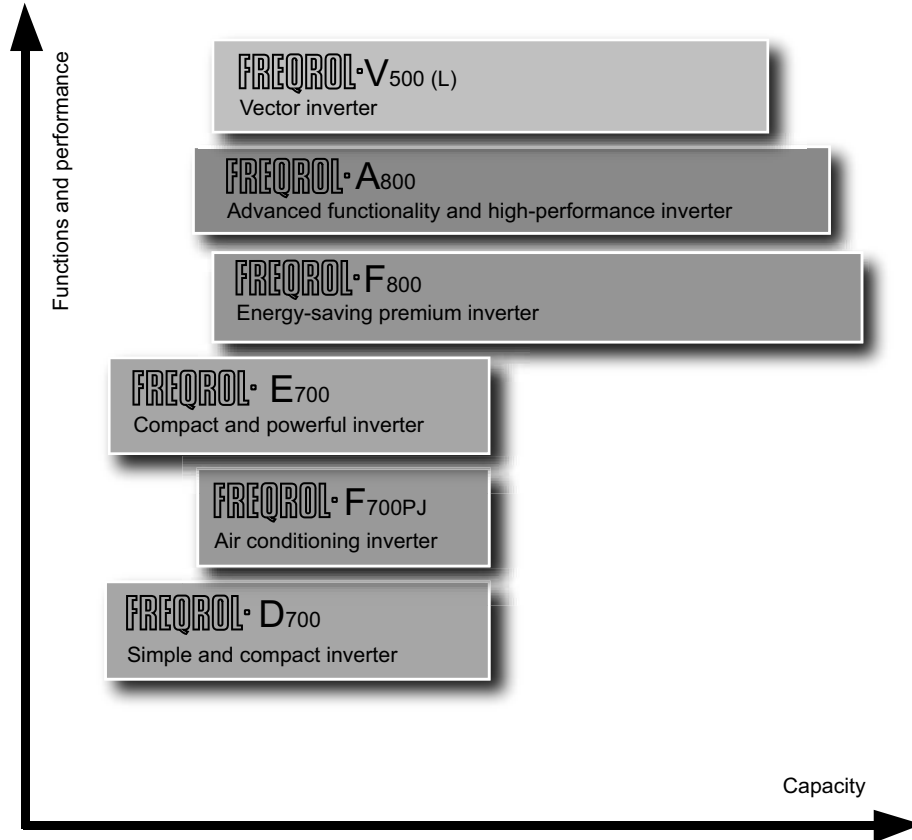 Functions and performance
FREQROL-V500 (L)
Vector inverter
FREQROL-A800
Advanced functionality and high-performance inverter
FREQROL-F800
Energy-saving premium inverter
FREQROL-E700
Compact and powerful inverter
FREQROL-F700PJ
Air conditioning inverter
FREQROL-D700
Simple and compact inverter
Capacity